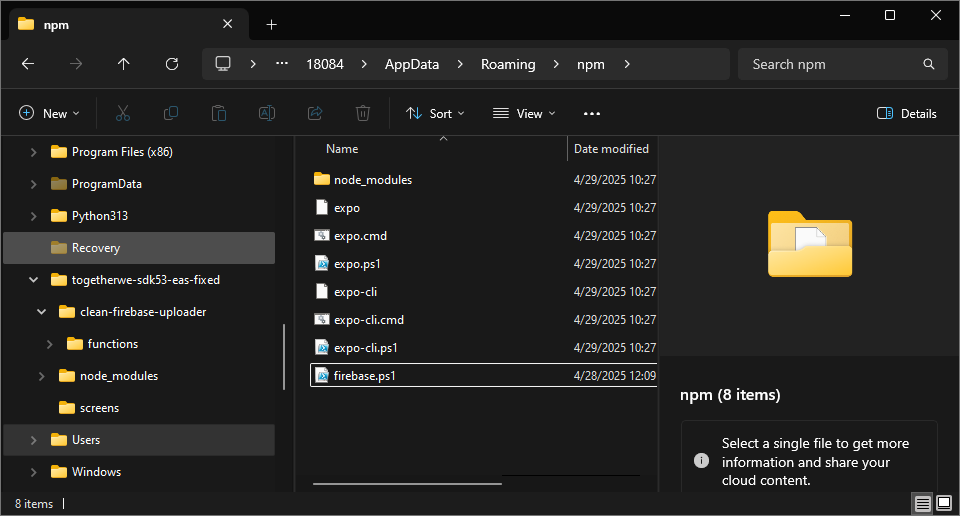 npm
18084 AppData Roaming npm
Search npm
New
Sort
View
Details
Program Files (x86)
ProgramData
Python313
Recovery
togetherwe-sdk53-eas-fixed
clean-firebase-uploader
functions
node_modules
screens
Users
Windows
Name Date modified
node_modules 4/29/2025 10:27
expo 4/29/2025 10:27
expo.cmd 4/29/2025 10:27
expo.ps1 4/29/2025 10:27
expo-cli 4/29/2025 10:27
expo-cli.cmd 4/29/2025 10:27
expo-cli.ps1 4/29/2025 10:27
firebase.ps1 4/28/2025 12:09
npm (8 items)
Select a single file to get more
information and share your
cloud content.
8 items